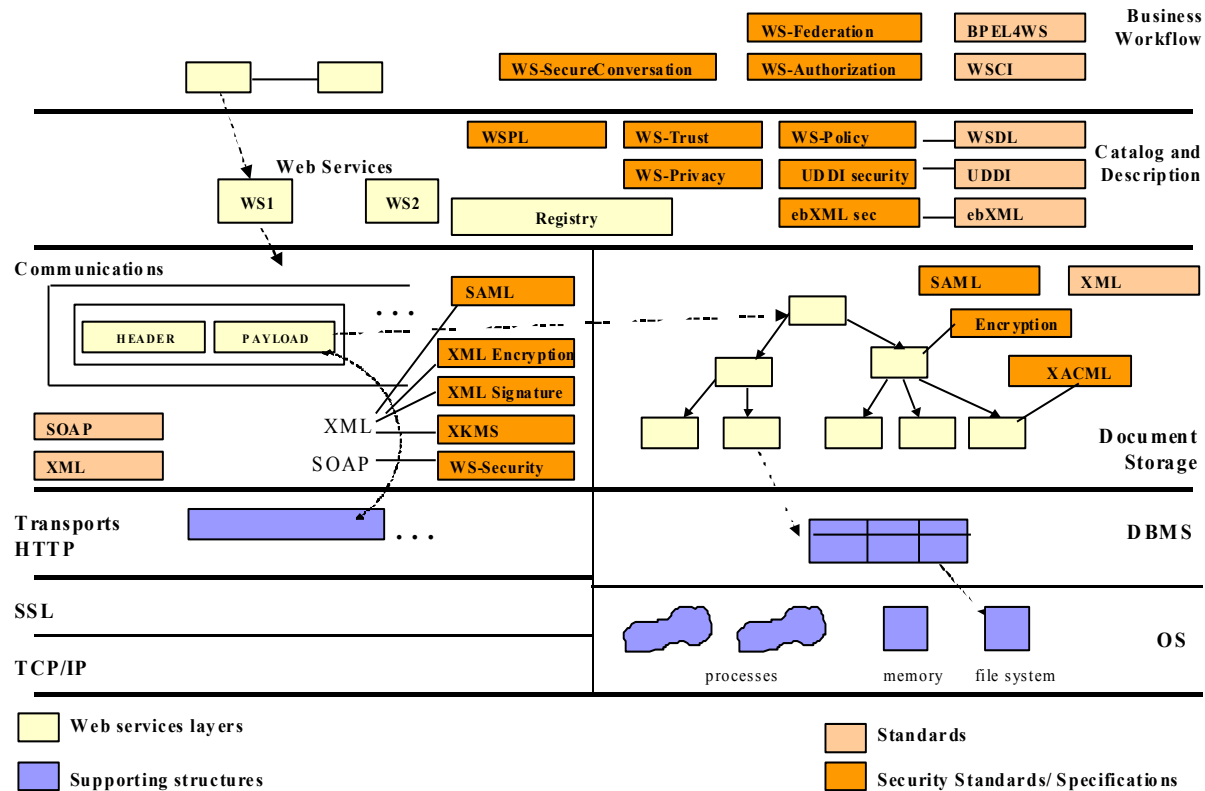 Business
Workflow
WS-Federation
BPEL4WS
WS-SecureConversation
WS-Authorization
WSCI
WSPL
WS-Trust
WS-Policy
WSDL
Catalog and
Description
Web Services
WS-Privacy
UDDI security
UDDI
WS1
WS2
Registry
ebXML sec
ebXML
Communications
SAML
HEADER
PAYLOAD
...
XML Encryption
XML Signature
XML
XKMS
SOAP
WS-Security
SOAP
XML
SAML
XML
Encryption
XACML
Document
Storage
Transports
HTTP
...
DBMS
SSL
TCP/IP
OS
processes
memory
file system
Web services layers
Supporting structures
Standards
Security Standards/ Specifications